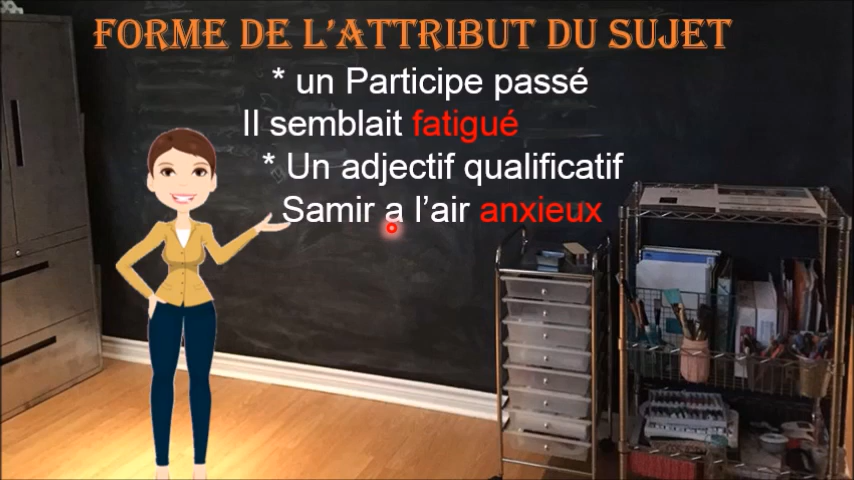 FORME DE L'ATTRIBUT DU SUJET
* un Participe passé
Il semblait fatigué
* Un adjectif qualificatif
Samir a l'air anxieux